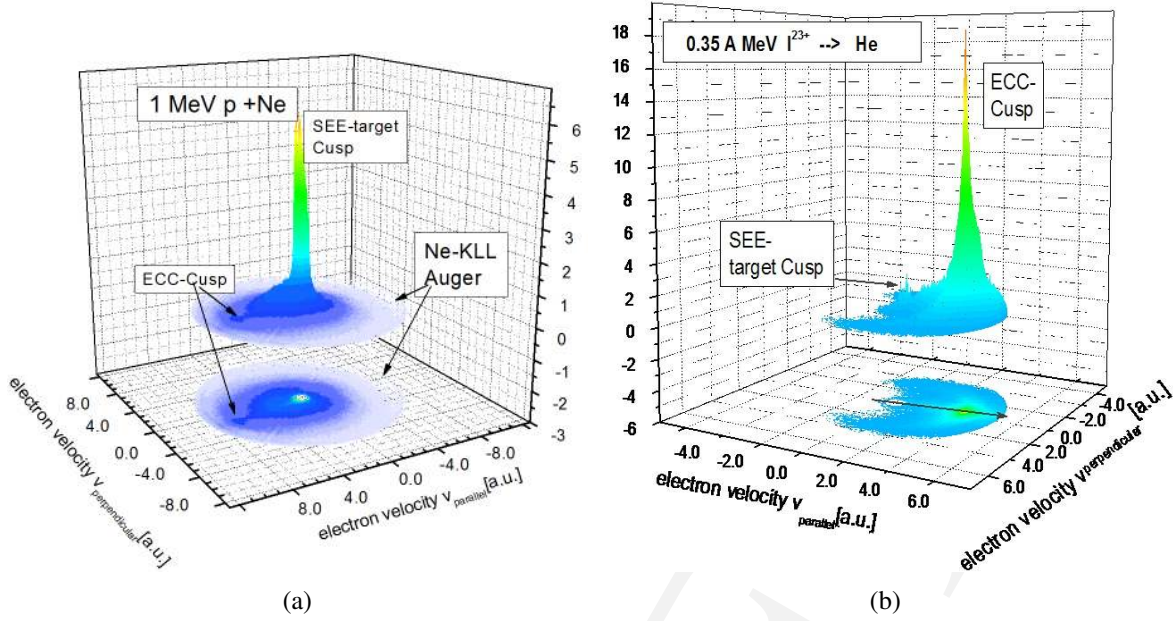 1 MeV p +Ne
SEE-target
Cusp
ECC-Cusp
Ne-KLL
Auger
6
5
4
3
2
1
0
-1
-2
-3
8.0
4.0
0.0
-4.0
-8.0
electron velocity v perpendicular[a.u.]
8.0
4.0
0.0
-4.0
-8.0
electron velocity v parallel[a.u.]
(a)
0.35 A MeV I23+ --> He
ECC-
Cusp
SEE-
target Cusp
18
16
14
12
10
8
6
4
2
0
-2
-4
-6
-4.0
-2.0
0.0
2.0
4.0
6.0
electron velocity v parallel[a.u.]
-4.0
-2.0
0.0
2.0
4.0
6.0
electron velocity vperpendicular[a.u.]
(b)